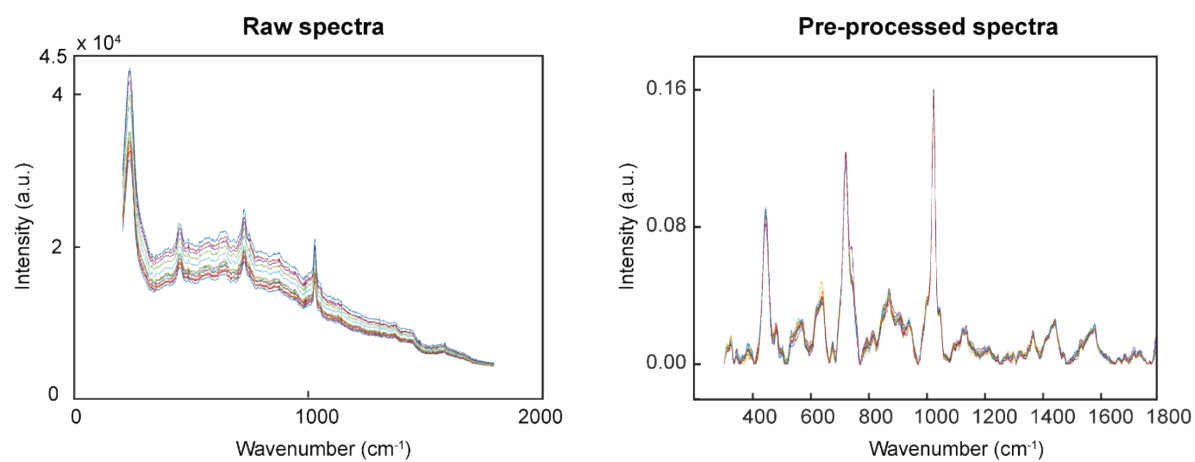 Raw spectra
x 10⁴
4.5
4
2
0
Intensity (a.u.)
0 1000 2000
Wavenumber (cm⁻¹)
Pre-processed spectra
0.16
0.08
0.00
Intensity (a.u.)
400 600 800 1000 1200 1400 1600 1800
Wavenumber (cm⁻¹)